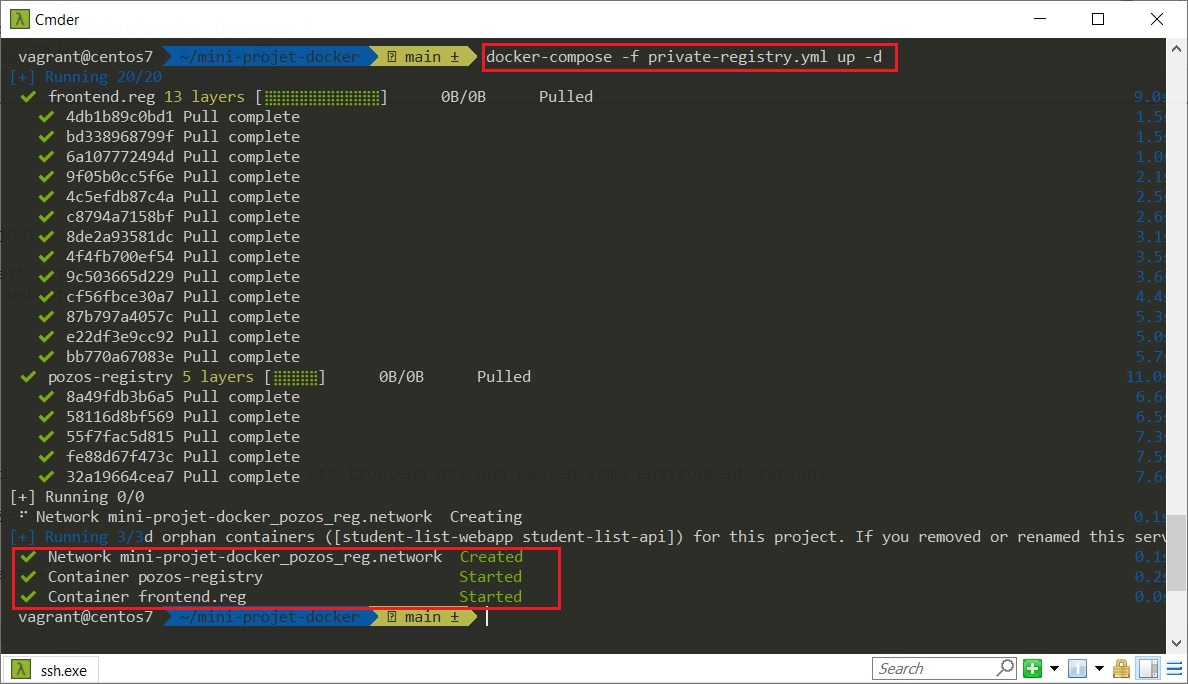 Cmder
vagrant@centos7 ~/mini-projet-docker main ± docker-compose -f private-registry.yml up -d
[+] Running 20/20
✔ frontend.reg 13 layers [⣿⣿⣿⣿⣿⣿⣿⣿⣿⣿⣿⣿⣿] 0B/0B Pulled 9.0s
✔ 4db1b89c0bd1 Pull complete 1.5s
✔ bd338968799f Pull complete 1.5s
✔ 6a107772494d Pull complete 1.0s
✔ 9f05b0cc5f6e Pull complete 2.1s
✔ 4c5efdb87c4a Pull complete 2.5s
✔ c8794a7158bf Pull complete 2.6s
✔ 8de2a93581dc Pull complete 3.1s
✔ 4f4fb700ef54 Pull complete 3.5s
✔ 9c503665d229 Pull complete 3.6s
✔ cf56fbce30a7 Pull complete 4.4s
✔ 87b797a4057c Pull complete 5.3s
✔ e22df3e9cc92 Pull complete 5.0s
✔ bb770a67083e Pull complete 5.7s
✔ pozos-registry 5 layers [⣿⣿⣿⣿⣿] 0B/0B Pulled 11.0s
✔ 8a49fdb3b6a5 Pull complete 6.6s
✔ 58116d8bf569 Pull complete 6.5s
✔ 55f7fac5d815 Pull complete 7.3s
✔ fe88d67f473c Pull complete 7.5s
✔ 32a19664cea7 Pull complete 7.6s
its frontend gui and passed some environment variables
[+] Running 0/0
Network mini-projet-docker_pozos_reg.network Creating 0.1s
[+] Running 3/3d orphan containers ([student-list-webapp student-list-api]) for this project. If you removed or renamed this serv
✔ Network mini-projet-docker_pozos_reg.network Created 0.1s
✔ Container pozos-registry Started 0.2s
✔ Container frontend.reg Started 0.0s
vagrant@centos7 ~/mini-projet-docker main ±
ssh.exe
Search